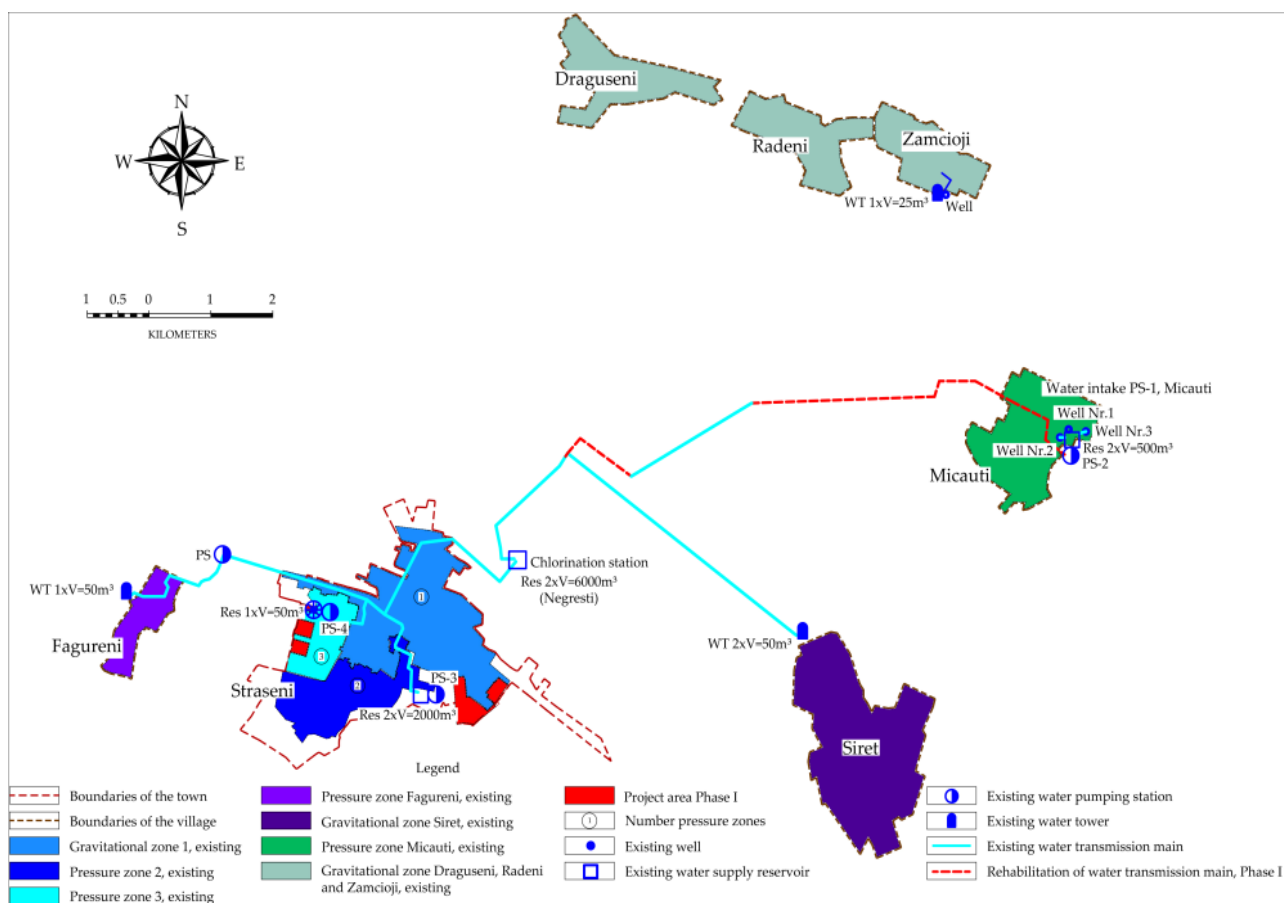 Draguseni
Radeni
Zamcioji
WT 1xV=25m³
Well
N
W
E
S
1 0.5 0 1 2
KILOMETERS
Water intake PS-1, Micauti
Well Nr.1
Well Nr.3
Well Nr.2
Res 2xV=500m³
PS-2
Micauti
PS
Chlorination station
Res 2xV=6000m³
(Negresti)
WT 1xV=50m³
Fagureni
Res 1xV=50m³
PS-4
1
3
2
Straseni
PS-3
Res 2xV=2000m³
WT 2xV=50m³
Siret
Legend
Boundaries of the town
Boundaries of the village
Gravitational zone 1, existing
Pressure zone 2, existing
Pressure zone 3, existing
Pressure zone Fagureni, existing
Gravitational zone Siret, existing
Pressure zone Micauti, existing
Gravitational zone Draguseni, Radeni
and Zamcioji, existing
Project area Phase I
1
Number pressure zones
Existing well
Existing water supply reservoir
Existing water pumping station
Existing water tower
Existing water transmission main
Rehabilitation of water transmission main, Phase I